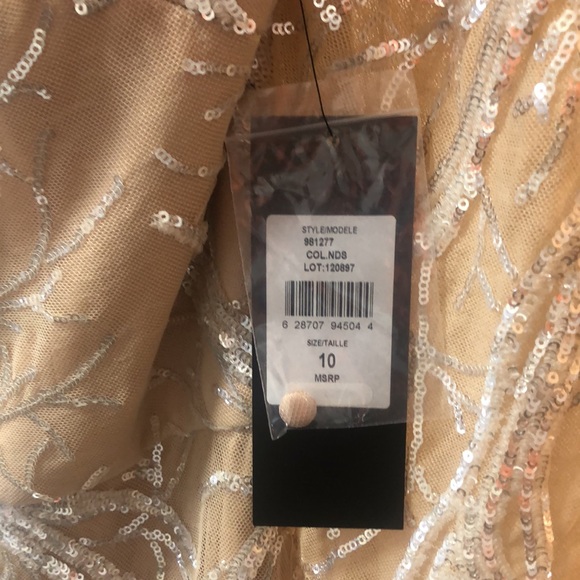 STYLE/MODELE
981277
COL.NDS
LOT:120897
6 28707 94504 4
SIZE/TAILLE
10
MSRP